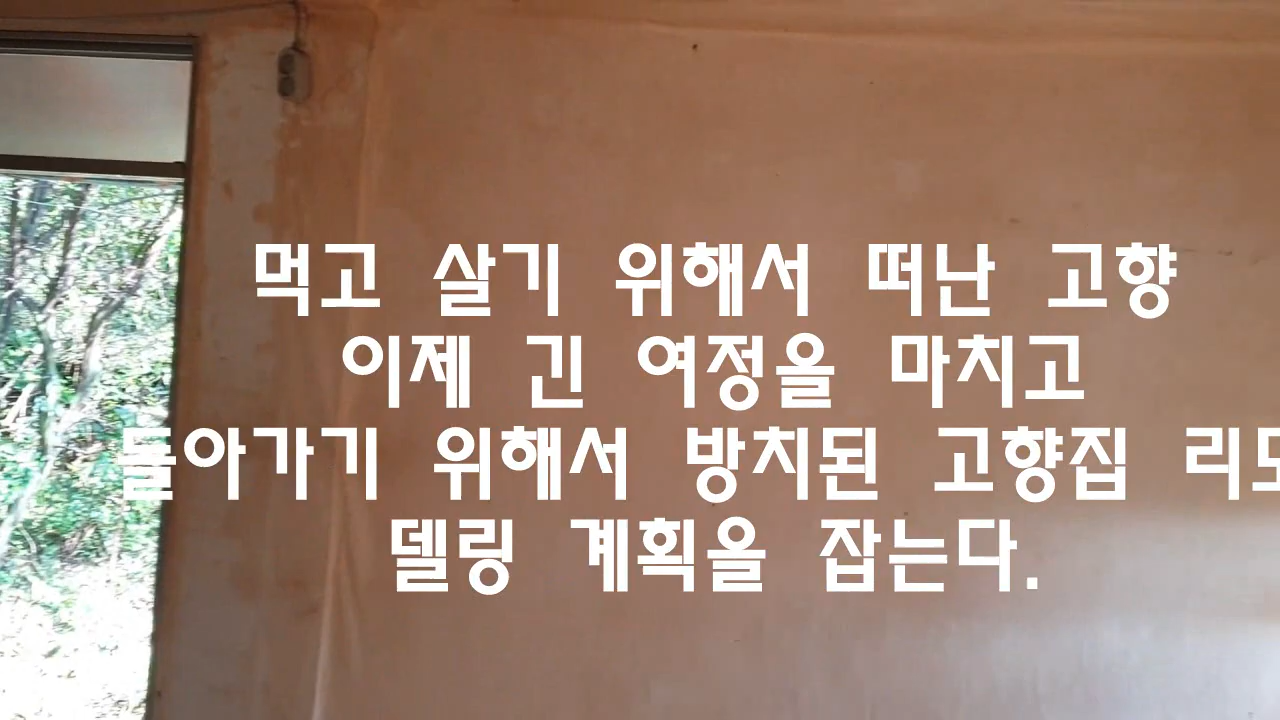 먹고 살기 위해서 떠난 고향
이제 긴 여정을 마치고
돌아가기 위해서 방치된 고향집 리모
델링 계획을 잡는다.